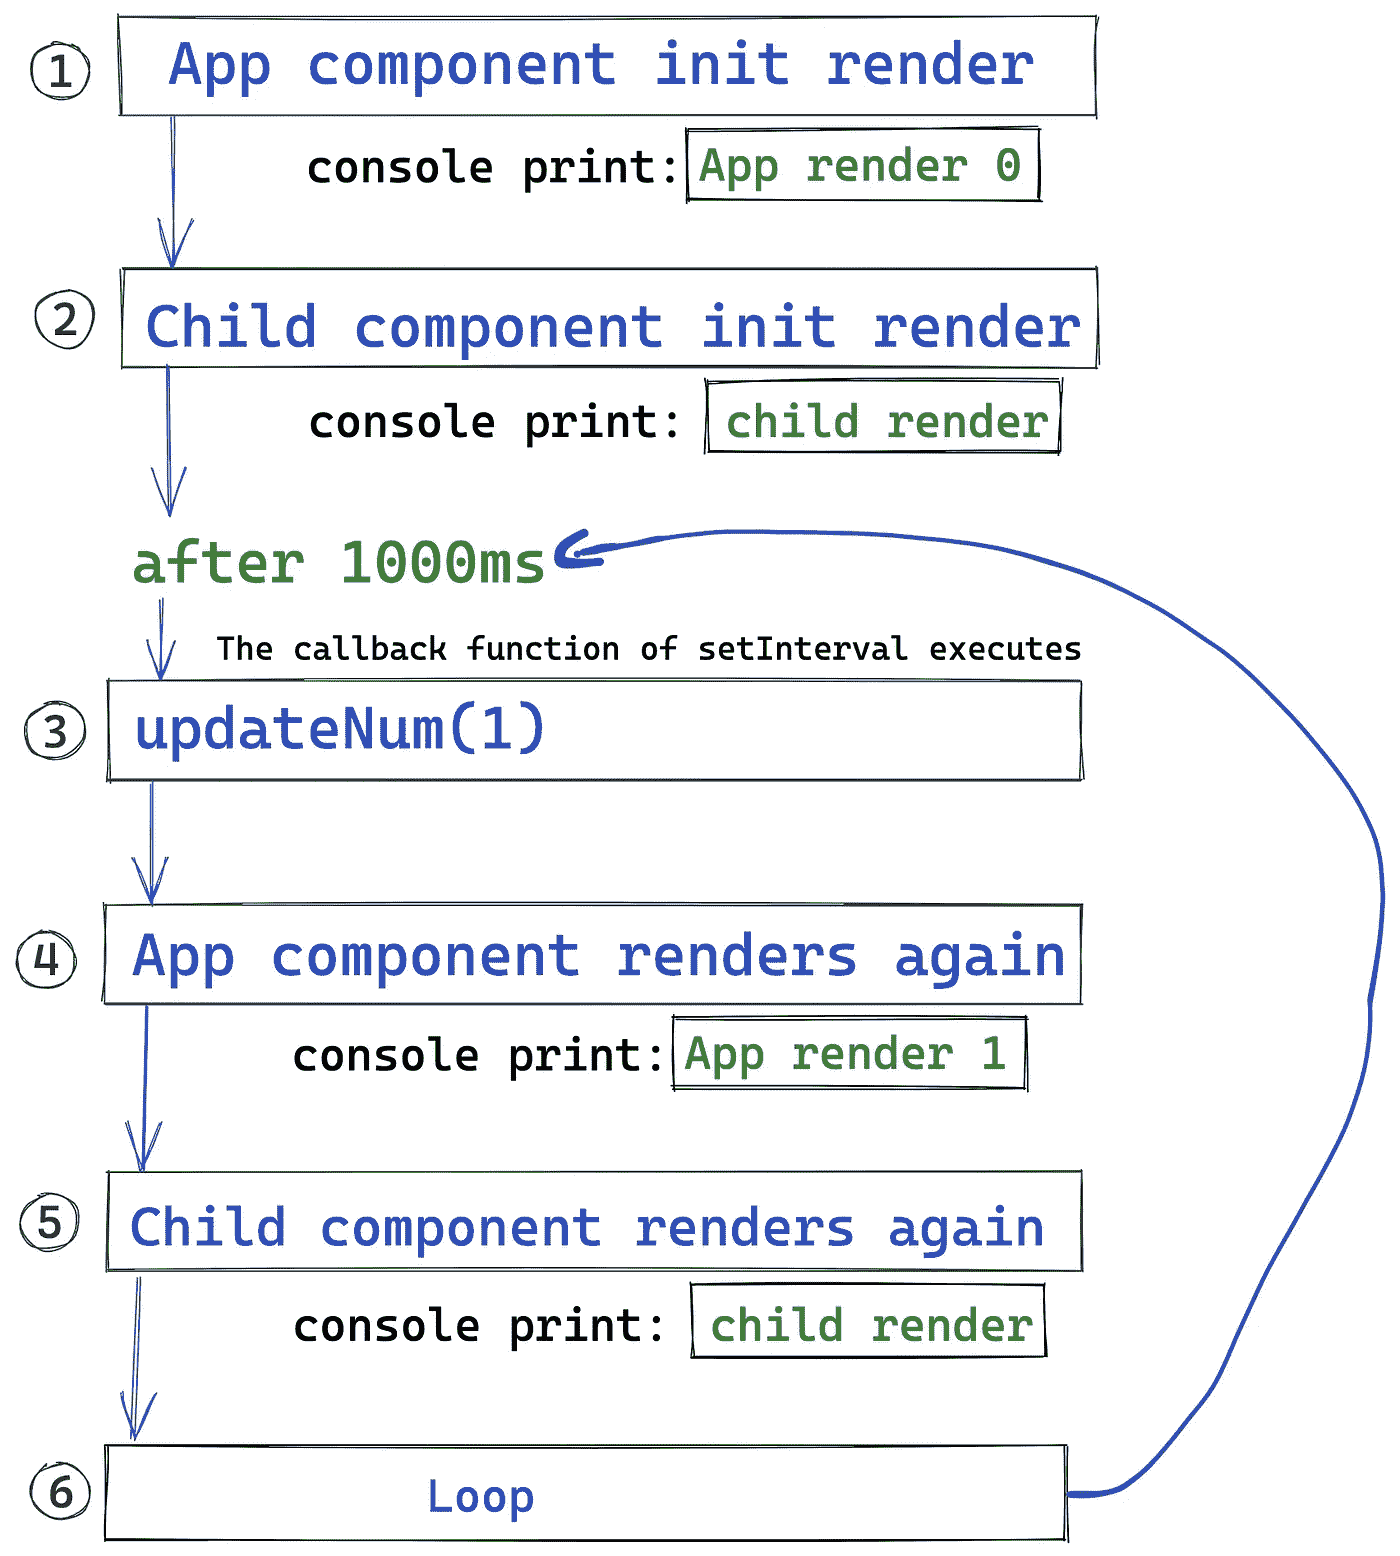 1 App component init render
console print: App render 0
2 Child component init render
console print: child render
after 1000ms
The callback function of setInterval executes
3 updateNum(1)
4 App component renders again
console print: App render 1
5 Child component renders again
console print: child render
6 Loop